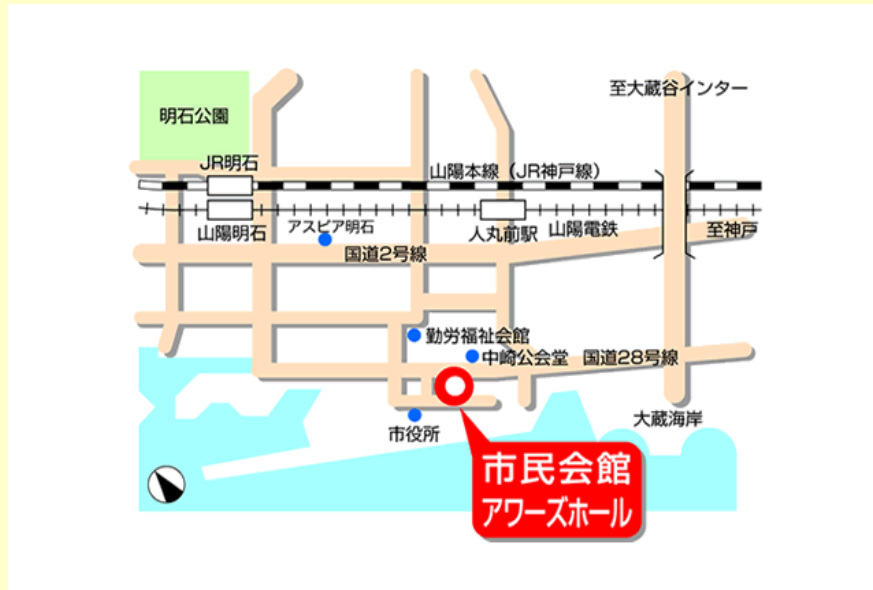 至大蔵谷インター
明石公園
JR明石
山陽本線（JR神戸線）
山陽明石
アスピア明石
人丸前駅
山陽電鉄
至神戸
国道2号線
勤労福祉会館
中崎公会堂
国道28号線
市役所
大蔵海岸
市民会館
アワーズホール